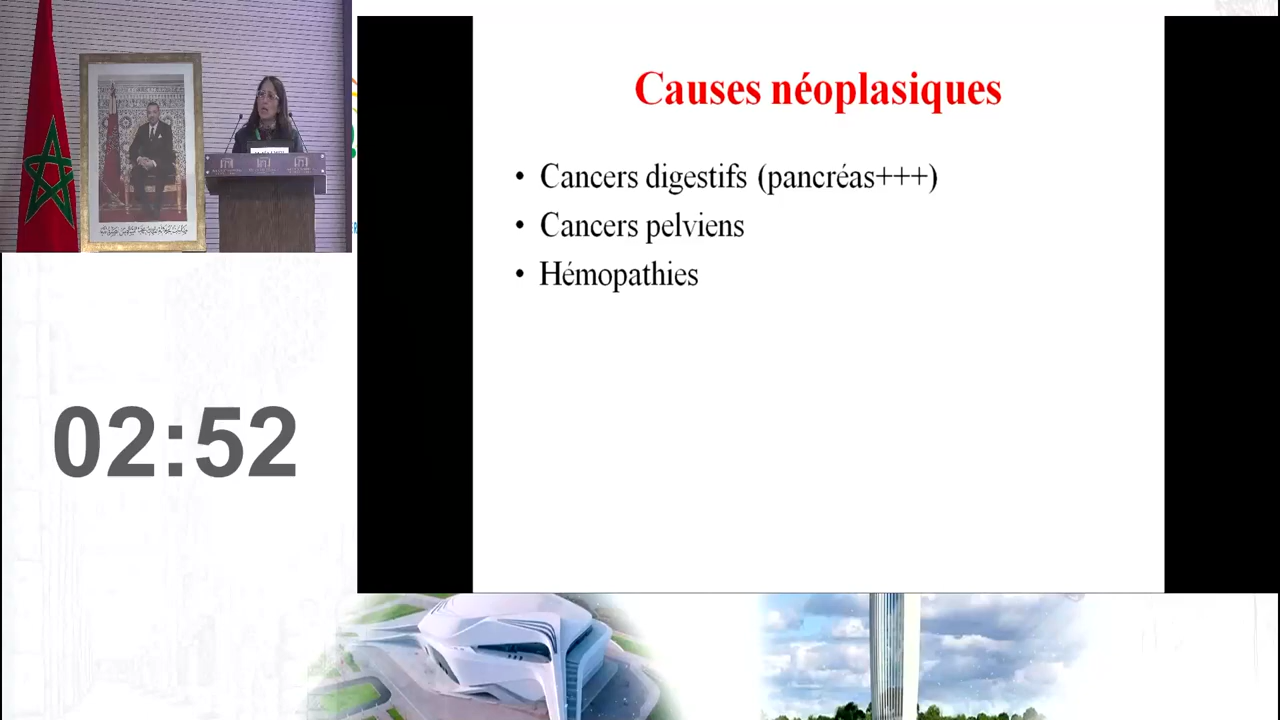 Causes néoplasiques
• Cancers digestifs (pancréas+++)
• Cancers pelviens
• Hémopathies
02:52